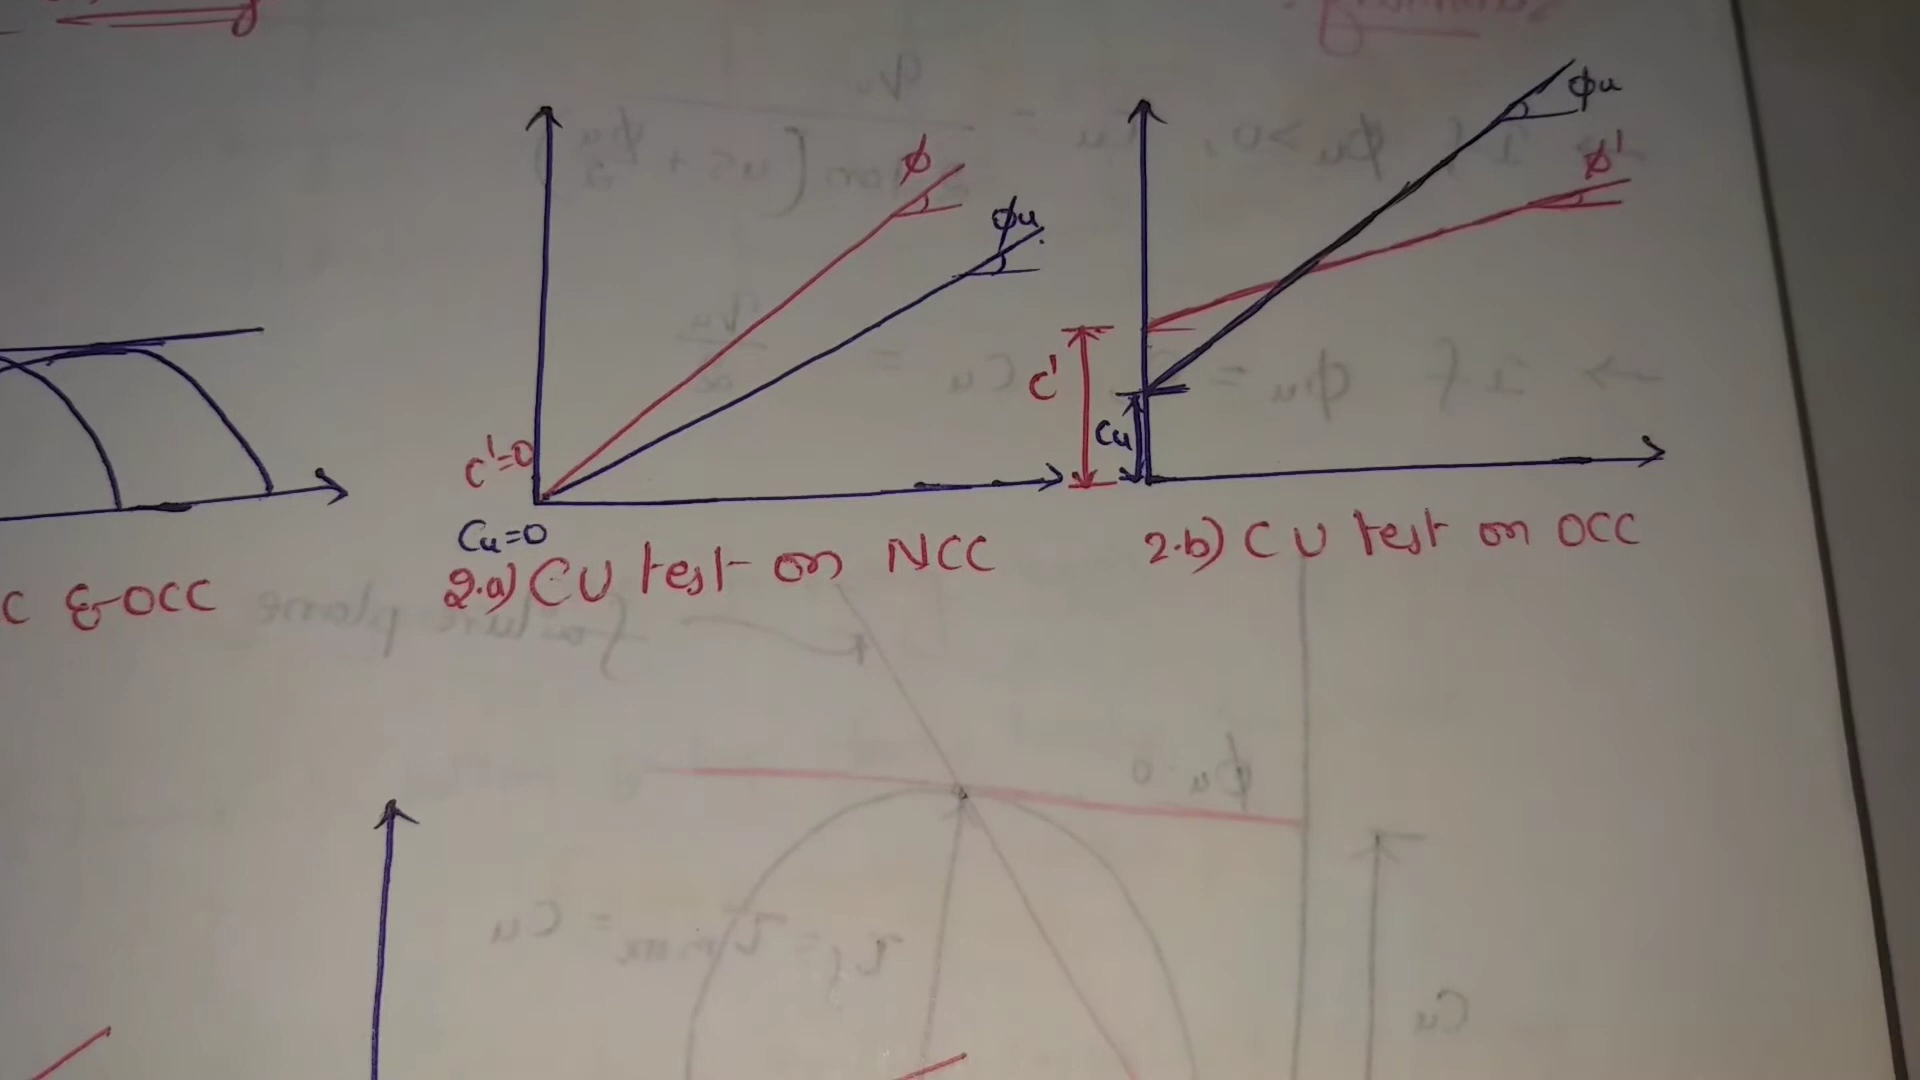 ϕ
ϕu
C'=0
Cu=0
2.a) CU test on NCC
ϕu
ϕ'
C'
Cu
2.b) CU test on OCC
C & OCC